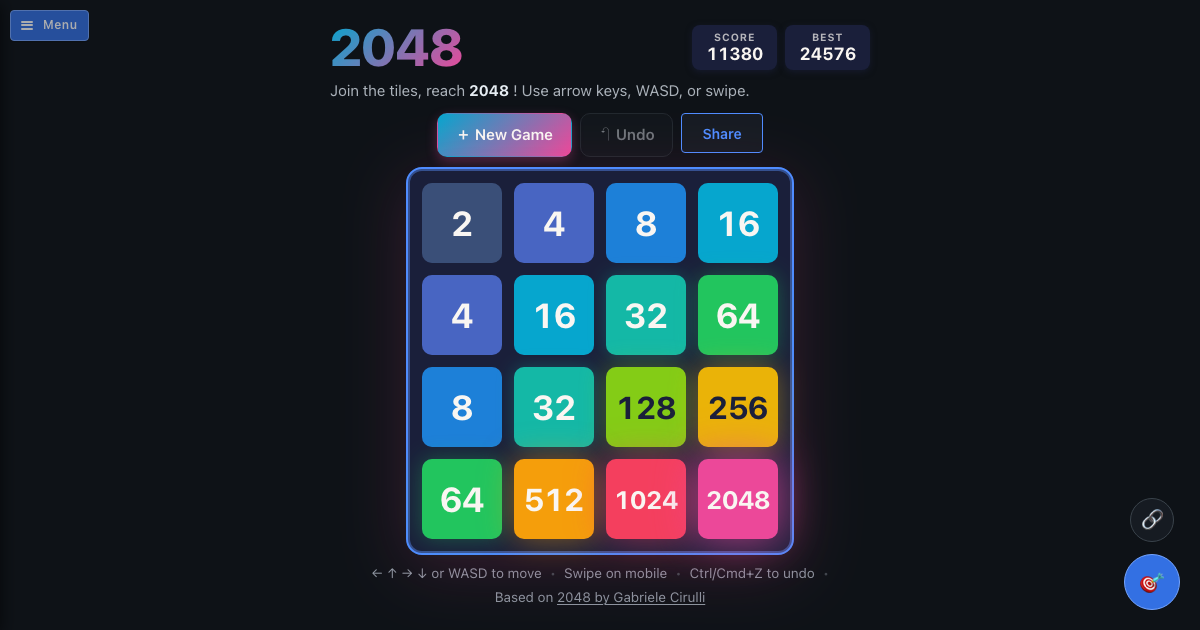 Menu
2048
SCORE
11380
BEST
24576
Join the tiles, reach 2048 ! Use arrow keys, WASD, or swipe.
+ New Game
Undo
Share
2 4 8 16
4 16 32 64
8 32 128 256
64 512 1024 2048
← ↑ → ↓ or WASD to move · Swipe on mobile · Ctrl/Cmd+Z to undo ·
Based on 2048 by Gabriele Cirulli